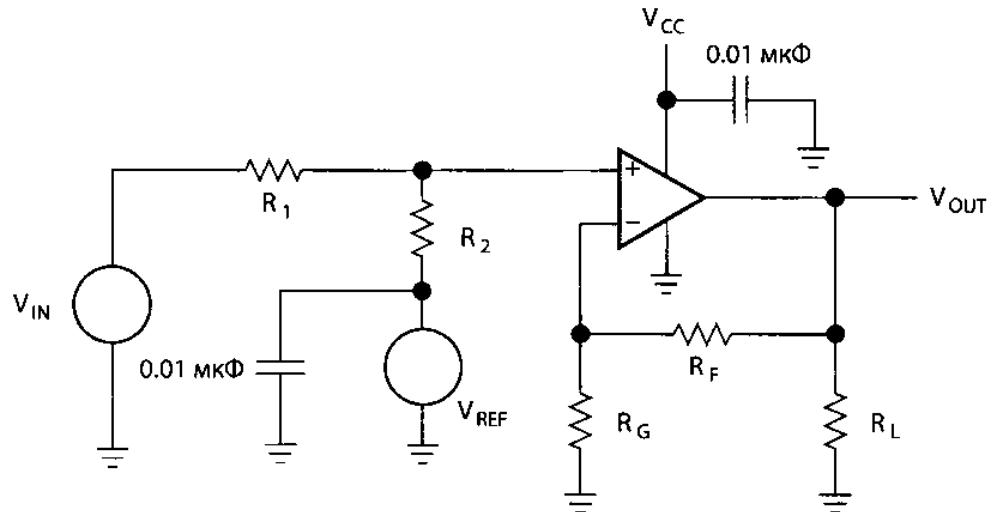 V_CC
0.01 мкФ
+
R_1
−
V_OUT
R_2
V_IN
0.01 мкФ
R_F
V_REF
R_G
R_L